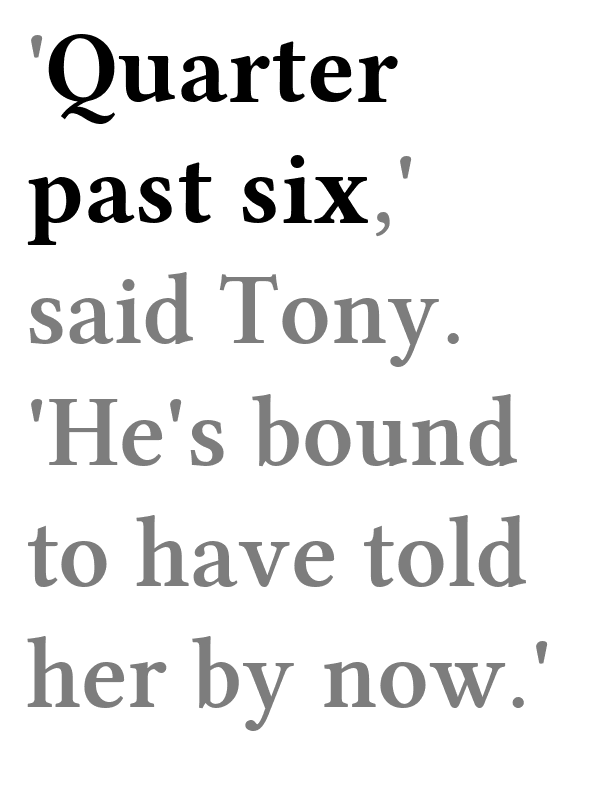 'Quarter
past six,'
said Tony.
'He's bound
to have told
her by now.'